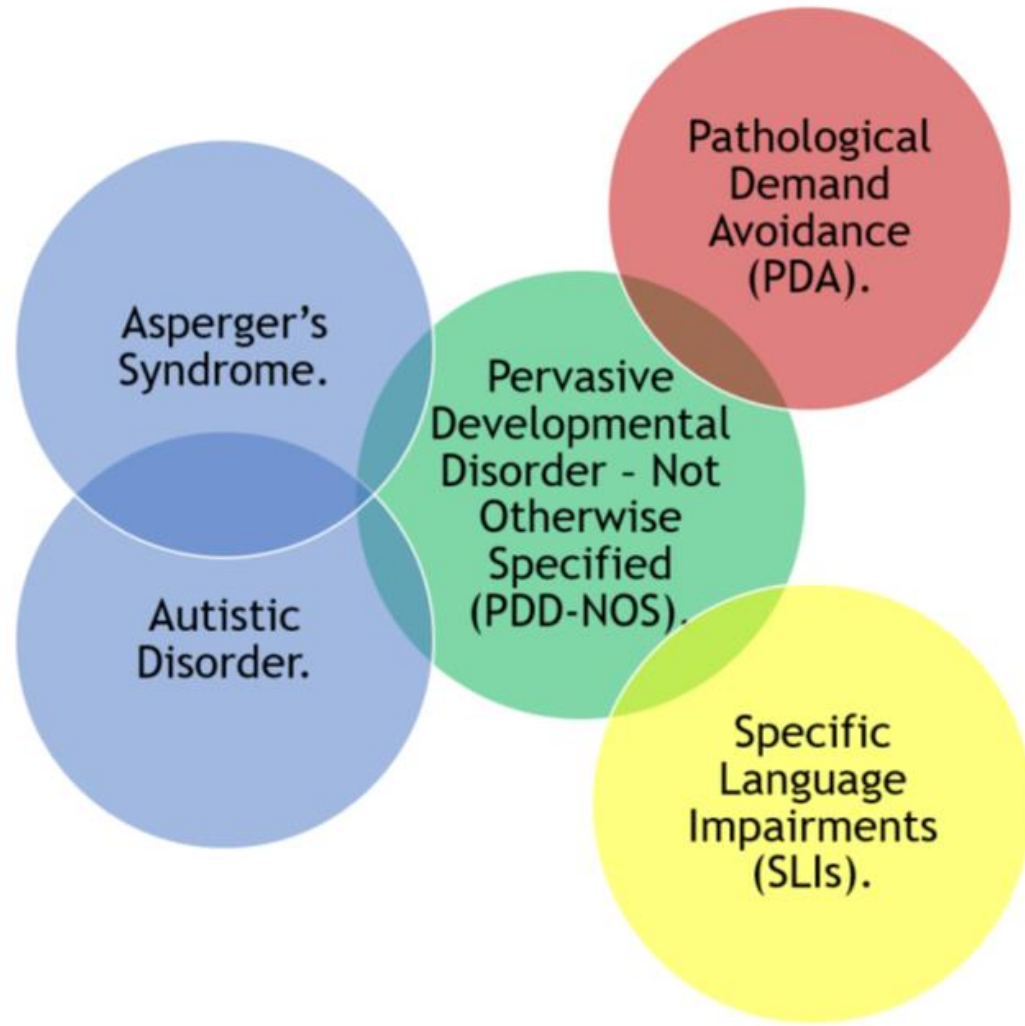 Pathological
Demand
Avoidance
(PDA).
Asperger’s
Syndrome.
Pervasive
Developmental
Disorder – Not
Otherwise
Specified
(PDD-NOS).
Autistic
Disorder.
Specific
Language
Impairments
(SLIs).